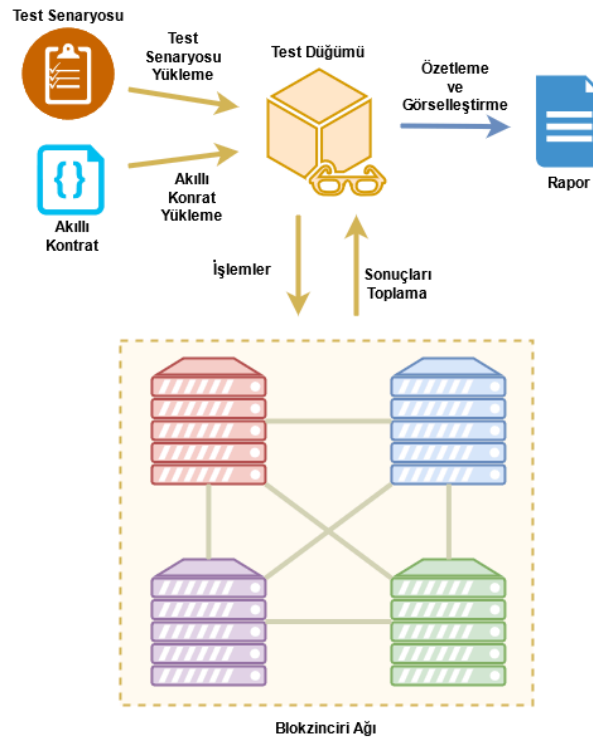 Test Senaryosu
Test
Senaryosu
Yükleme
Test Düğümü
Özetleme
ve
Görselleştirme
{}
Akıllı
Kontrat
Akıllı
Konrat
Yükleme
Rapor
İşlemler
Sonuçları
Toplama
Blokzinciri Ağı